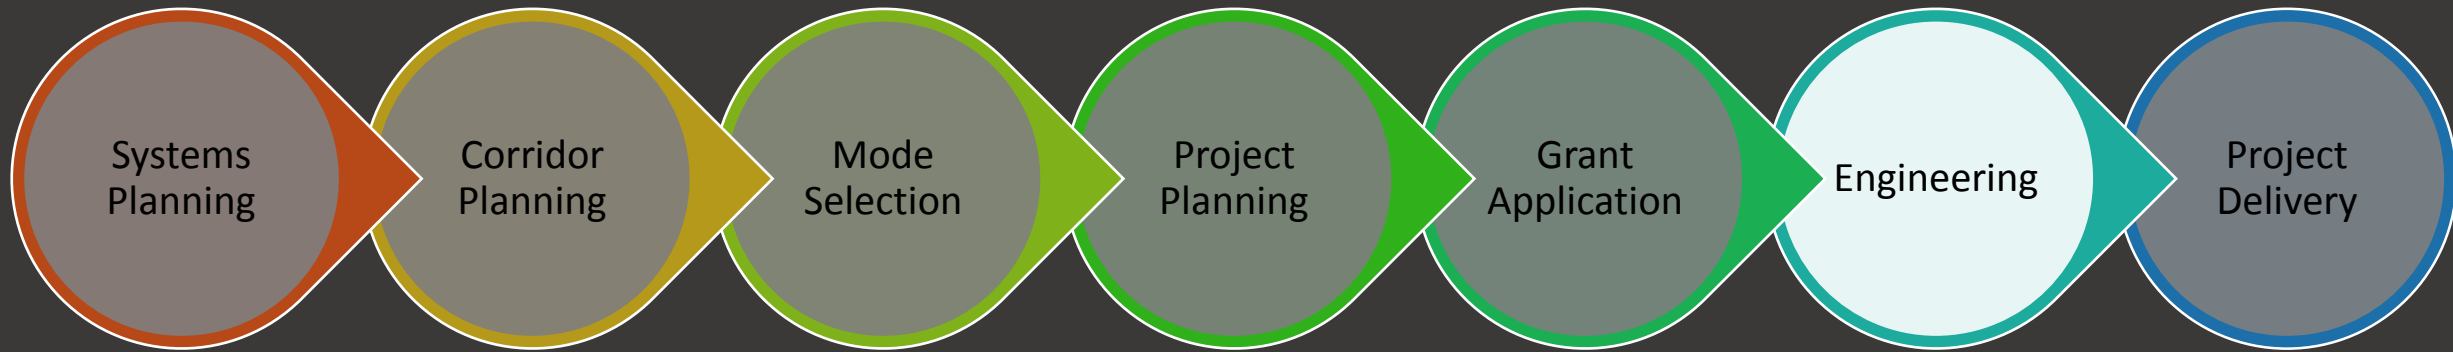 Systems
Planning
Corridor
Planning
Mode
Selection
Project
Planning
Grant
Application
Engineering
Project
Delivery